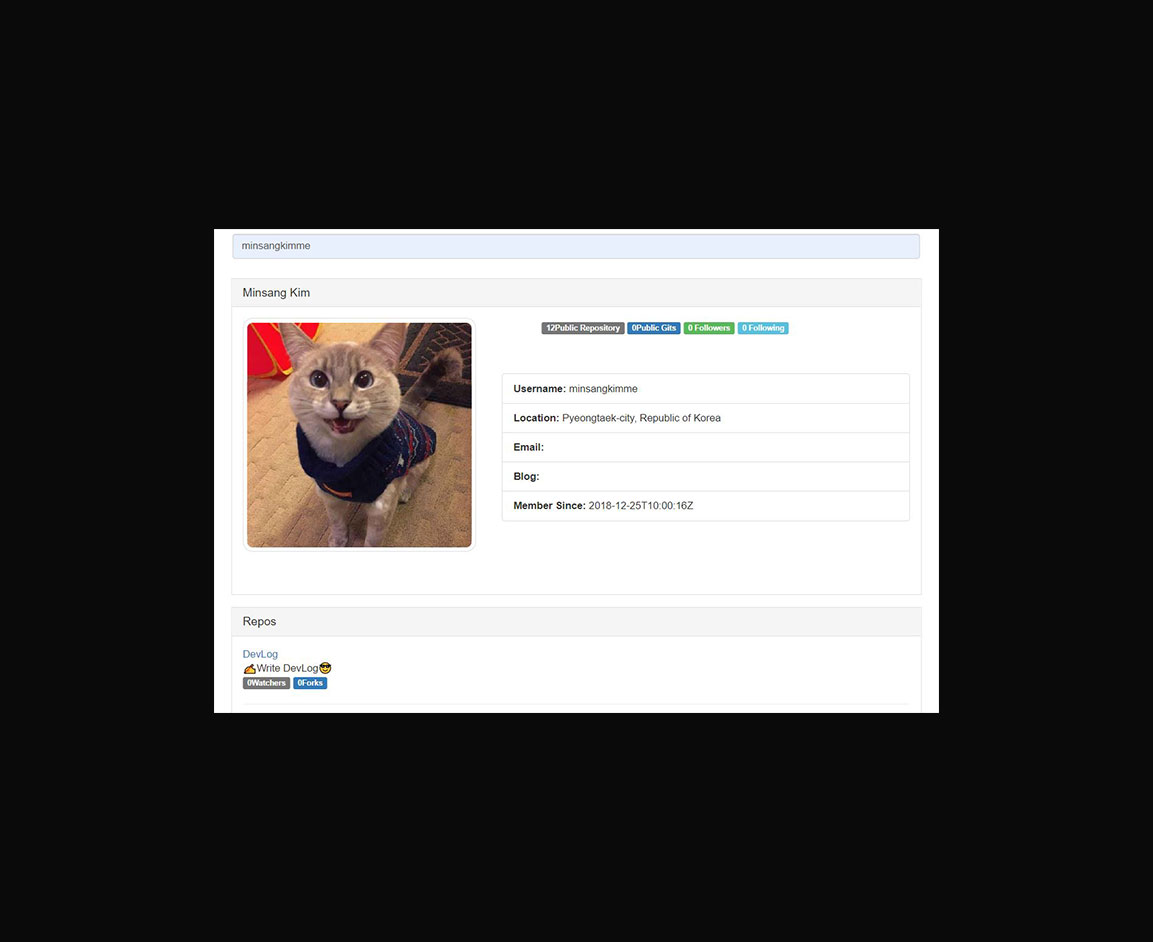 minsangkimme
Minsang Kim
12Public Repository 0Public Gits 0 Followers 0 Following
Username: minsangkimme
Location: Pyeongtaek-city, Republic of Korea
Email:
Blog:
Member Since: 2018-12-25T10:00:16Z
Repos
DevLog
✍Write DevLog😎
0Watchers 0Forks